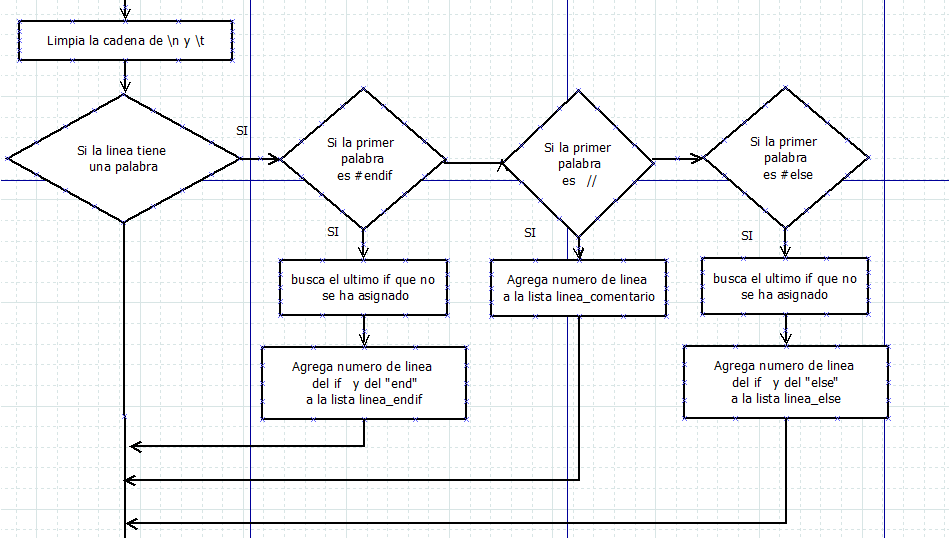 Limpia la cadena de \n y \t
Si la linea tiene
una palabra
SI
Si la primer
palabra
es #endif
SI
Si la primer
palabra
es //
SI
Si la primer
palabra
es #else
SI
busca el ultimo if que no
se ha asignado
Agrega numero de linea
a la lista linea_comentario
busca el ultimo if que no
se ha asignado
Agrega numero de linea
del if y del "end"
a la lista linea_endif
Agrega numero de linea
del if y del "else"
a la lista linea_else